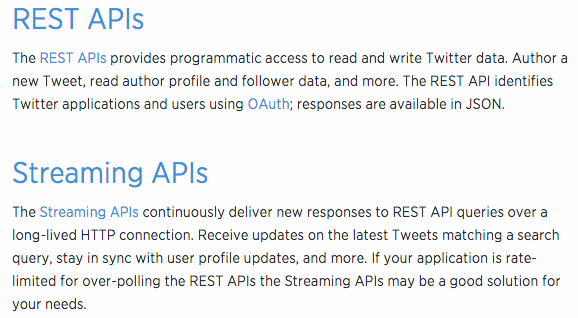 REST APIs
The REST APIs provides programmatic access to read and write Twitter data. Author a
new Tweet, read author profile and follower data, and more. The REST API identifies
Twitter applications and users using OAuth; responses are available in JSON.
Streaming APIs
The Streaming APIs continuously deliver new responses to REST API queries over a
long-lived HTTP connection. Receive updates on the latest Tweets matching a search
query, stay in sync with user profile updates, and more. If your application is rate-
limited for over-polling the REST APIs the Streaming APIs may be a good solution for
your needs.